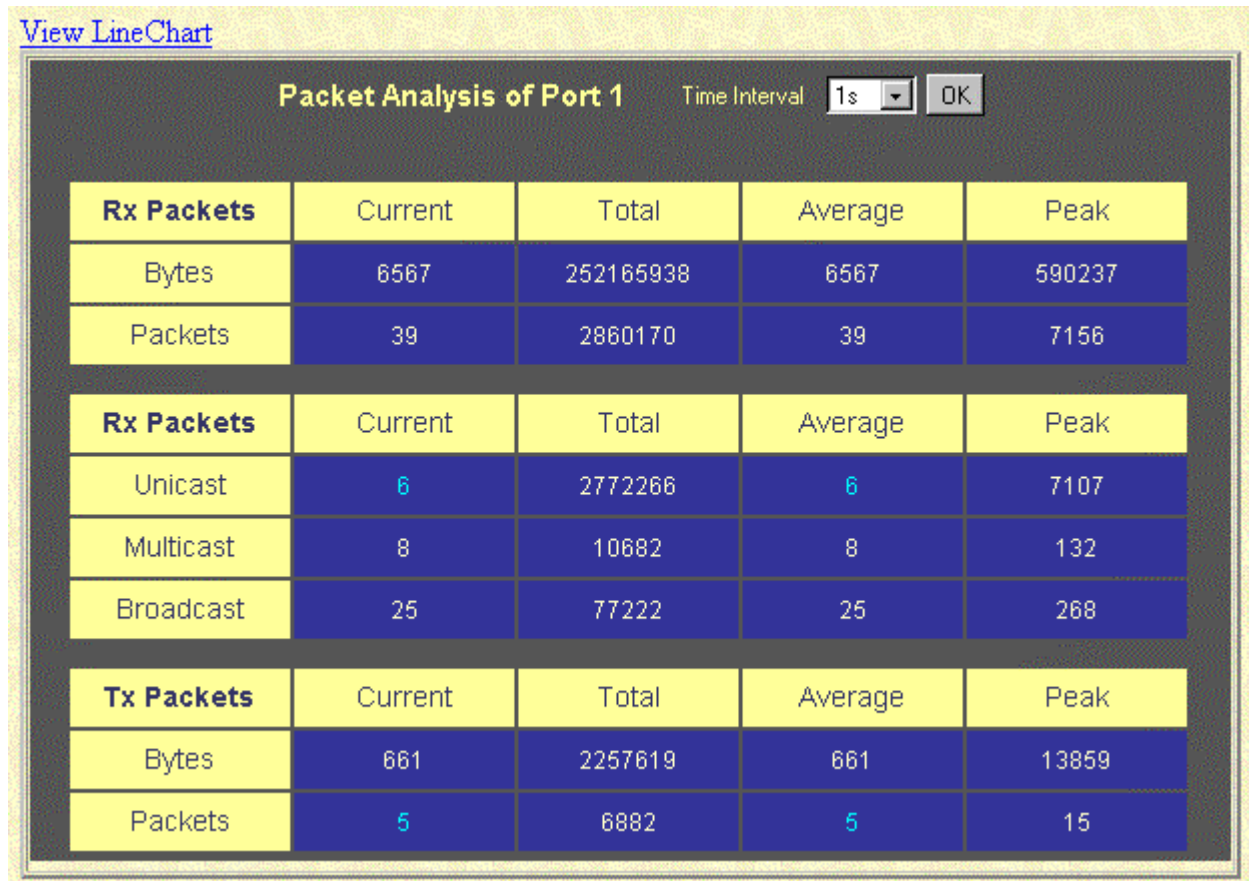 View LineChart
Packet Analysis of Port 1 Time Interval 1s OK
Rx Packets Current Total Average Peak
Bytes 6567 252165938 6567 590237
Packets 39 2860170 39 7156
Rx Packets Current Total Average Peak
Unicast 6 2772266 6 7107
Multicast 8 10682 8 132
Broadcast 25 77222 25 268
Tx Packets Current Total Average Peak
Bytes 661 2257619 661 13859
Packets 5 6882 5 15